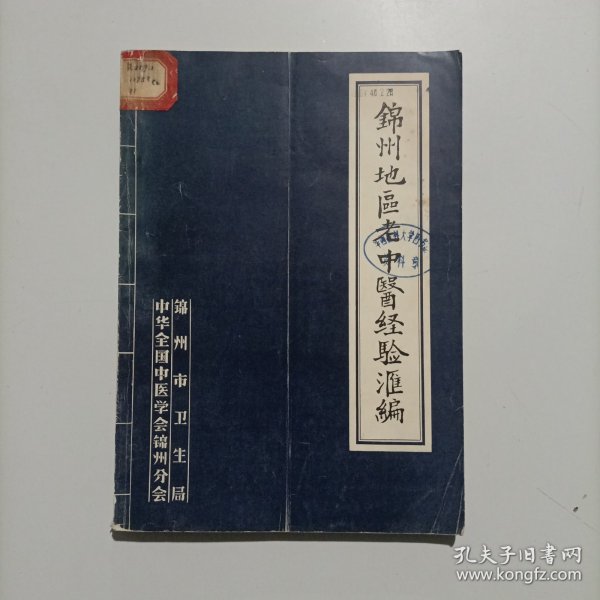 錦州地區老中醫经验滙編
锦州市卫生局
中华全国中医学会锦州分会
孔夫子旧书网
www.kongfz.com